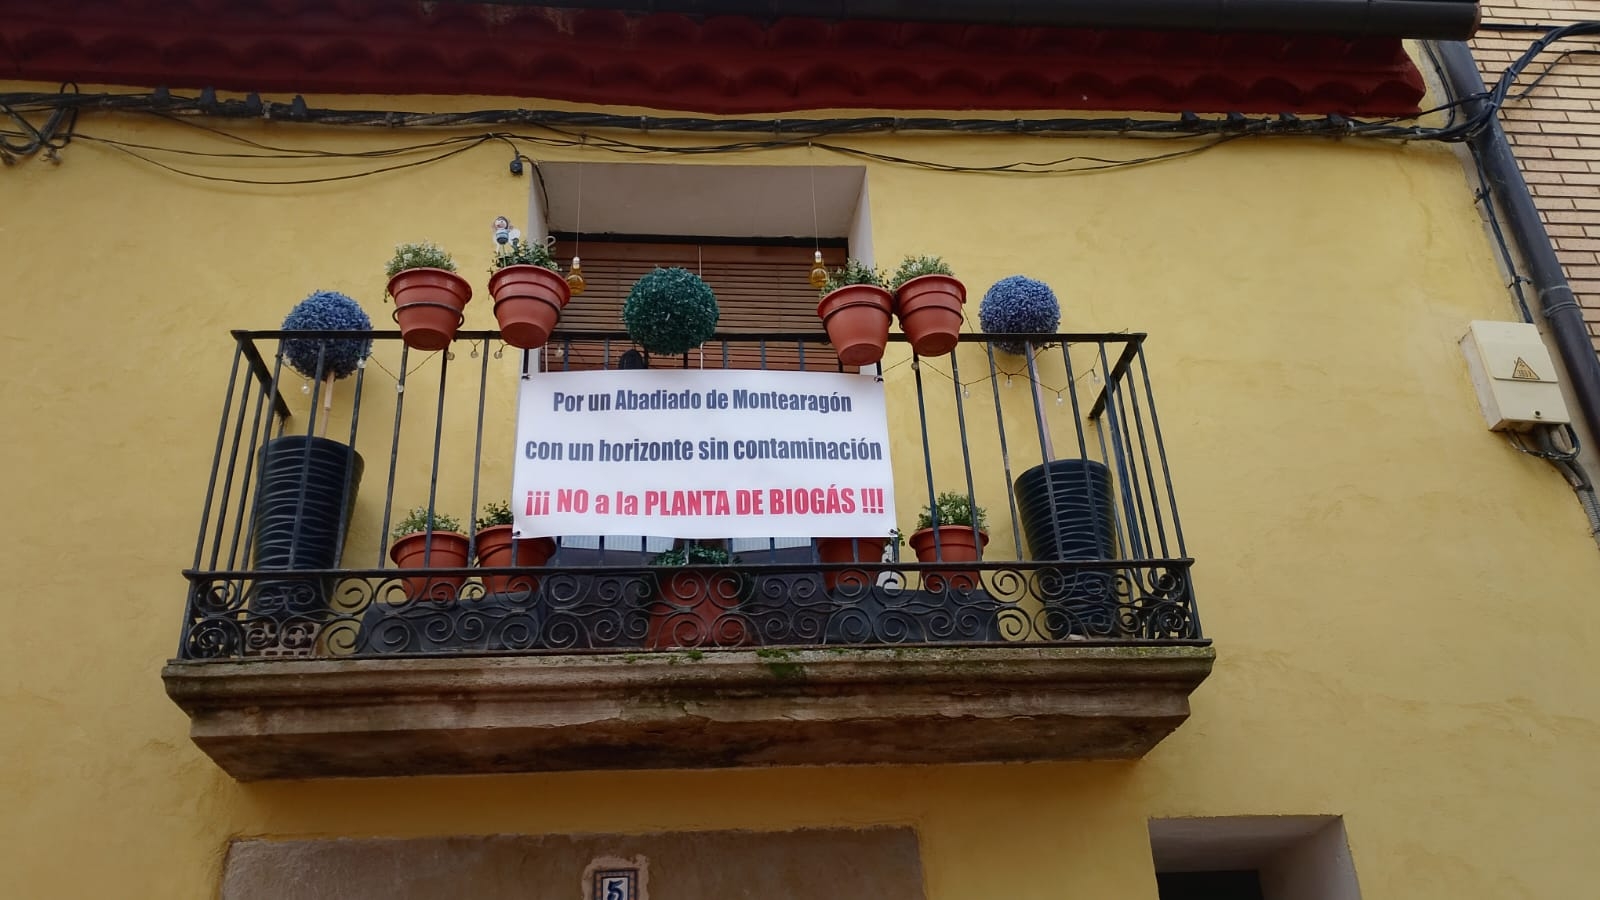 Por un Abadiado de Montearagón
con un horizonte sin contaminación
¡¡¡ NO a la PLANTA DE BIOGÁS !!!
5